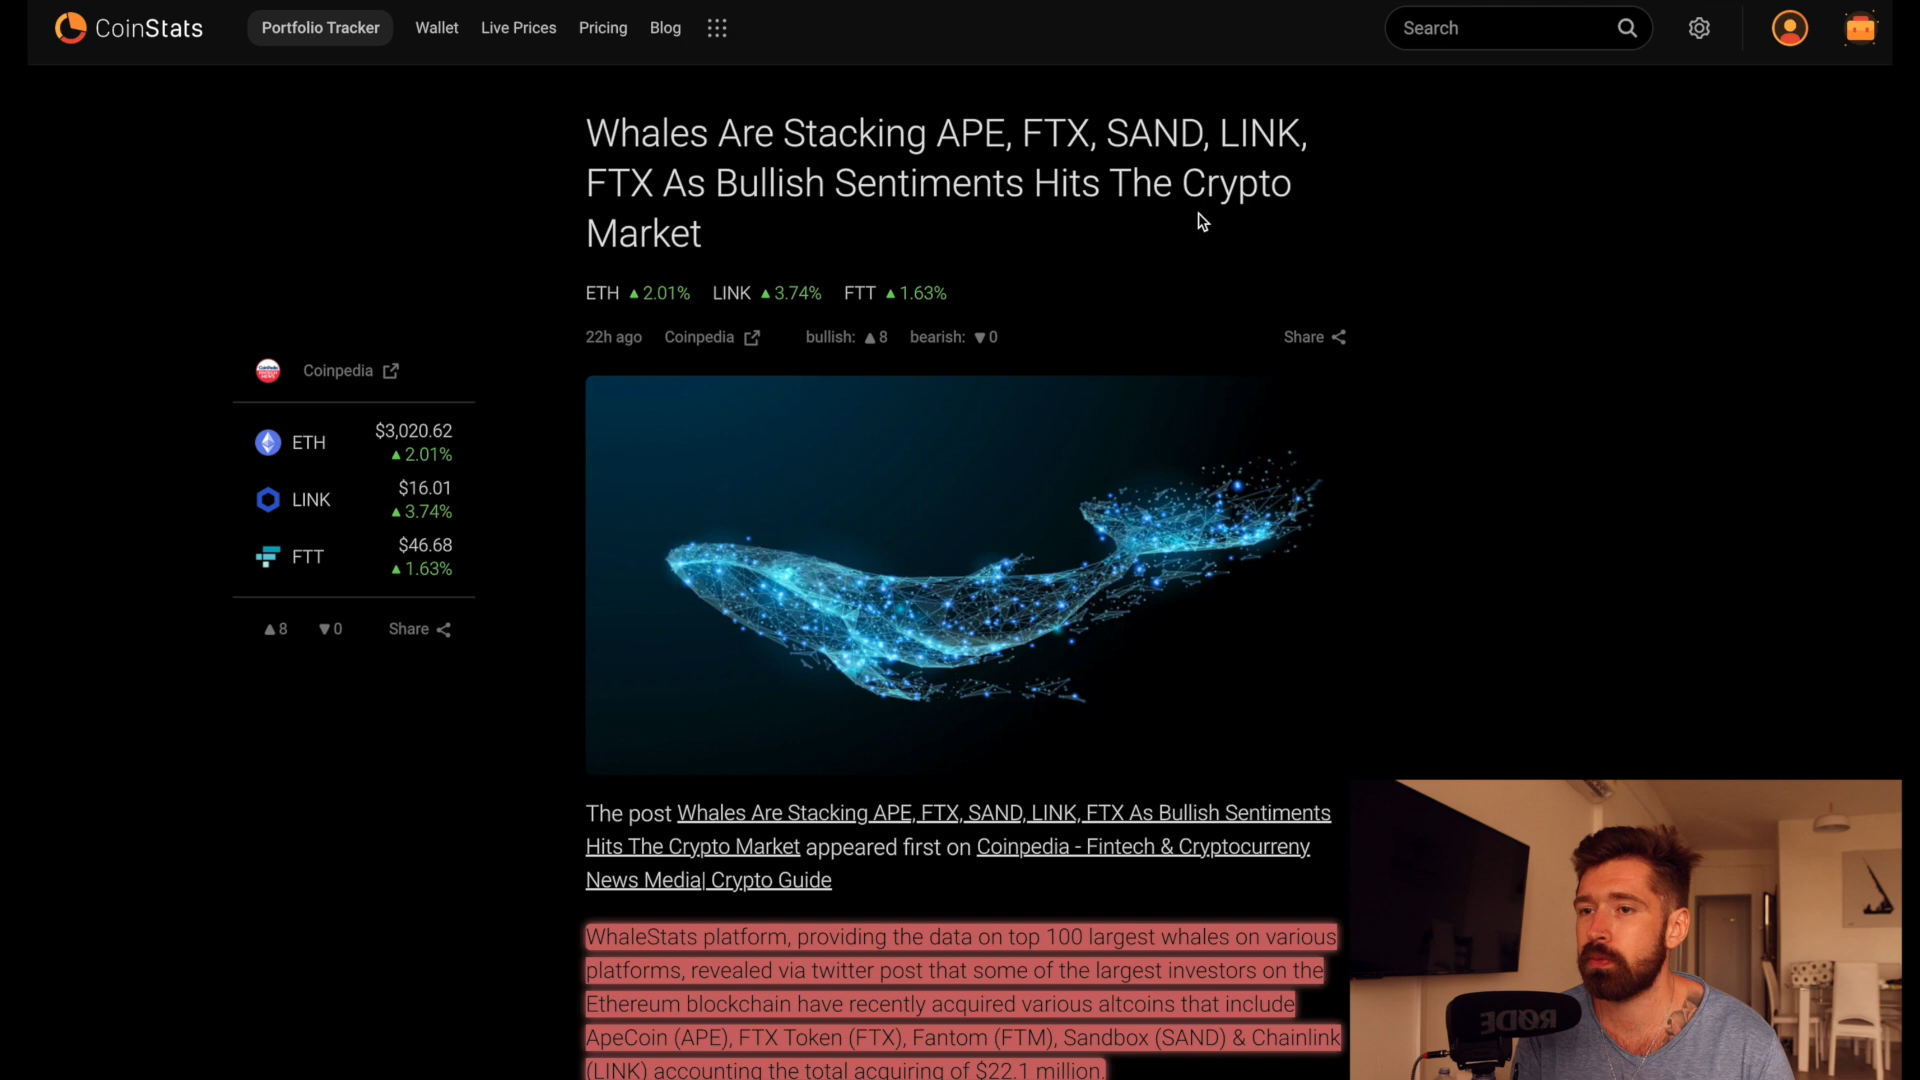 CoinStats
Portfolio Tracker
Wallet
Live Prices
Pricing
Blog
Search
Whales Are Stacking APE, FTX, SAND, LINK,
FTX As Bullish Sentiments Hits The Crypto
Market
ETH ▲2.01% LINK ▲3.74% FTT ▲1.63%
22h ago Coinpedia bullish: ▲8 bearish: ▼0 Share
Coinpedia
ETH $3,020.62
▲2.01%
LINK $16.01
▲3.74%
FTT $46.68
▲1.63%
▲8 ▼0 Share
The post Whales Are Stacking APE, FTX, SAND, LINK, FTX As Bullish Sentiments
Hits The Crypto Market appeared first on Coinpedia - Fintech & Cryptocurreny
News Media| Crypto Guide
WhaleStats platform, providing the data on top 100 largest whales on various
platforms, revealed via twitter post that some of the largest investors on the
Ethereum blockchain have recently acquired various altcoins that include
ApeCoin (APE), FTX Token (FTX), Fantom (FTM), Sandbox (SAND) & Chainlink
(LINK) accounting the total acquiring of $22.1 million.
RØDE